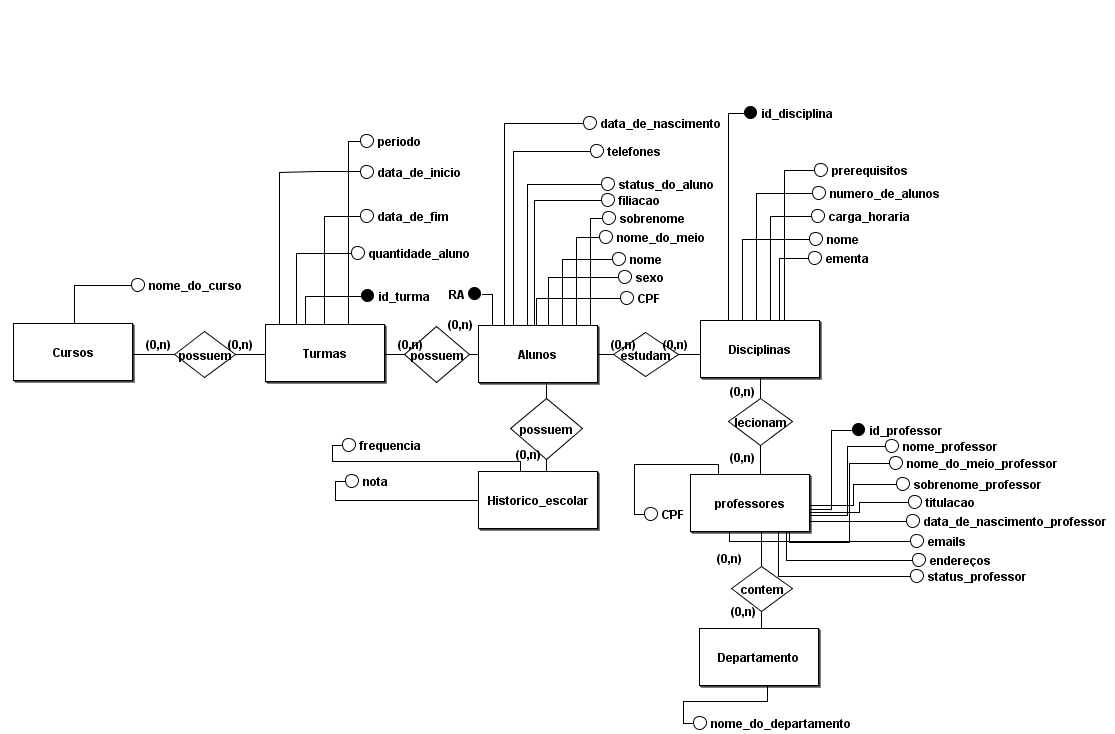 id_disciplina
data_de_nascimento
periodo
telefones
data_de_inicio
prerequisitos
status_do_aluno
numero_de_alunos
filiacao
data_de_fim
sobrenome
carga_horaria
nome_do_meio
nome
quantidade_aluno
nome
ementa
sexo
nome_do_curso
id_turma
RA
CPF
(0,n)
(0,n)
(0,n)
(0,n)
(0,n)
(0,n)
Cursos
possuem
Turmas
possuem
Alunos
estudam
Disciplinas
(0,n)
lecionam
possuem
id_professor
frequencia
nome_professor
(0,n)
(0,n)
nome_do_meio_professor
nota
sobrenome_professor
Historico_escolar
professores
titulacao
CPF
data_de_nascimento_professor
emails
(0,n)
endereços
status_professor
contem
(0,n)
Departamento
nome_do_departamento